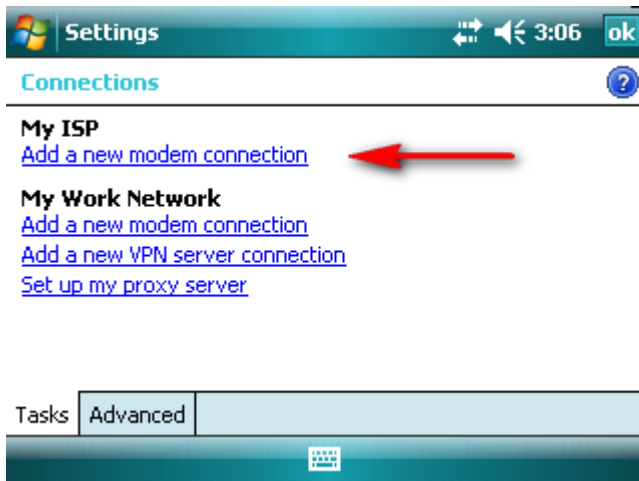 Settings 3:06 ok
Connections ?
My ISP
Add a new modem connection
My Work Network
Add a new modem connection
Add a new VPN server connection
Set up my proxy server
Tasks Advanced